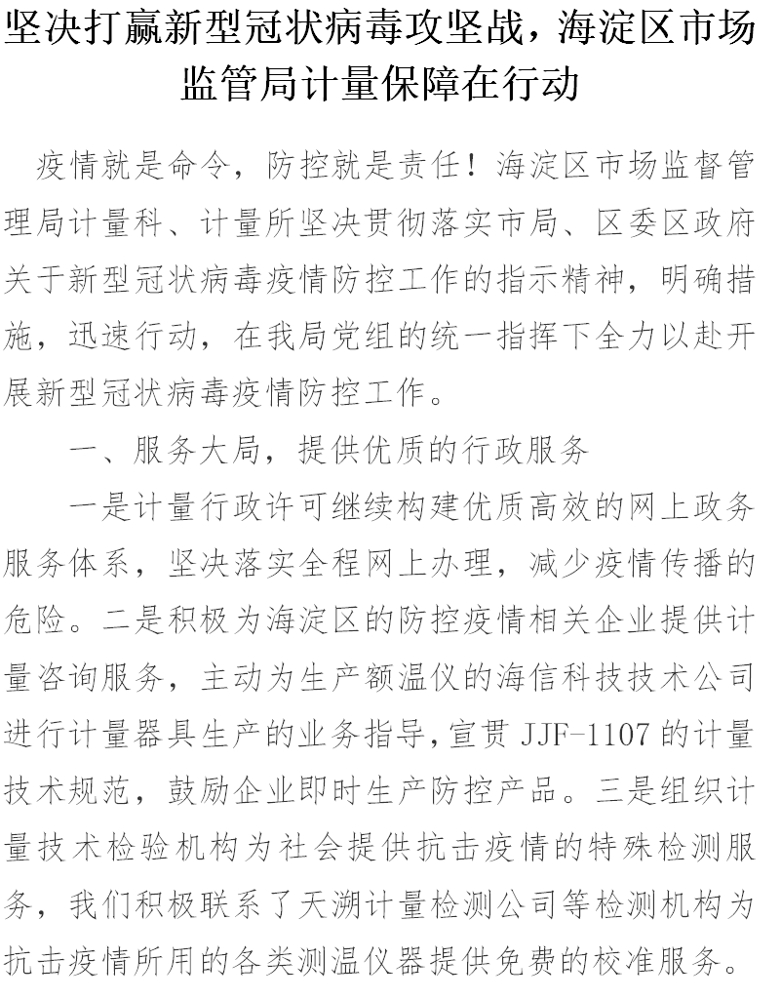 坚决打赢新型冠状病毒攻坚战，海淀区市场
监管局计量保障在行动
疫情就是命令，防控就是责任！海淀区市场监督管
理局计量科、计量所坚决贯彻落实市局、区委区政府
关于新型冠状病毒疫情防控工作的指示精神，明确措
施，迅速行动，在我局党组的统一指挥下全力以赴开
展新型冠状病毒疫情防控工作。
一、服务大局，提供优质的行政服务
一是计量行政许可继续构建优质高效的网上政务
服务体系，坚决落实全程网上办理，减少疫情传播的
危险。二是积极为海淀区的防控疫情相关企业提供计
量咨询服务，主动为生产额温仪的海信科技技术公司
进行计量器具生产的业务指导，宣贯 JJF-1107 的计量
技术规范，鼓励企业即时生产防控产品。三是组织计
量技术检验机构为社会提供抗击疫情的特殊检测服
务，我们积极联系了天溯计量检测公司等检测机构为
抗击疫情所用的各类测温仪器提供免费的校准服务。